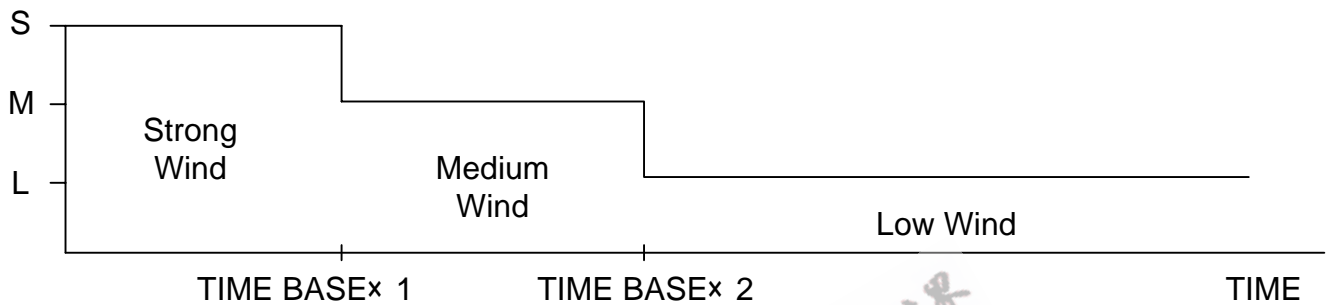 S
M
L
Strong
Wind
Medium
Wind
Low Wind
TIME BASE× 1
TIME BASE× 2
TIME